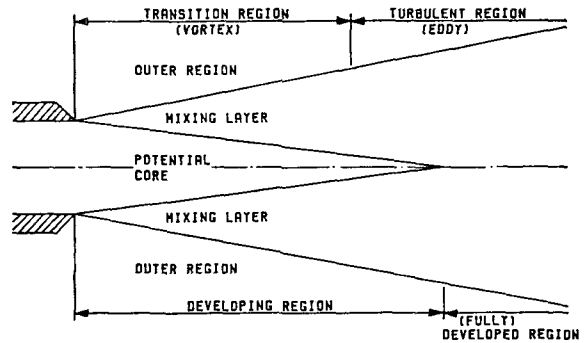 TRANSITION REGION
(VORTEX)
TURBULENT REGION
(EDDY)
OUTER REGION
MIXING LAYER
POTENTIAL
CORE
MIXING LAYER
OUTER REGION
DEVELOPING REGION
(FULLY)
DEVELOPED REGION